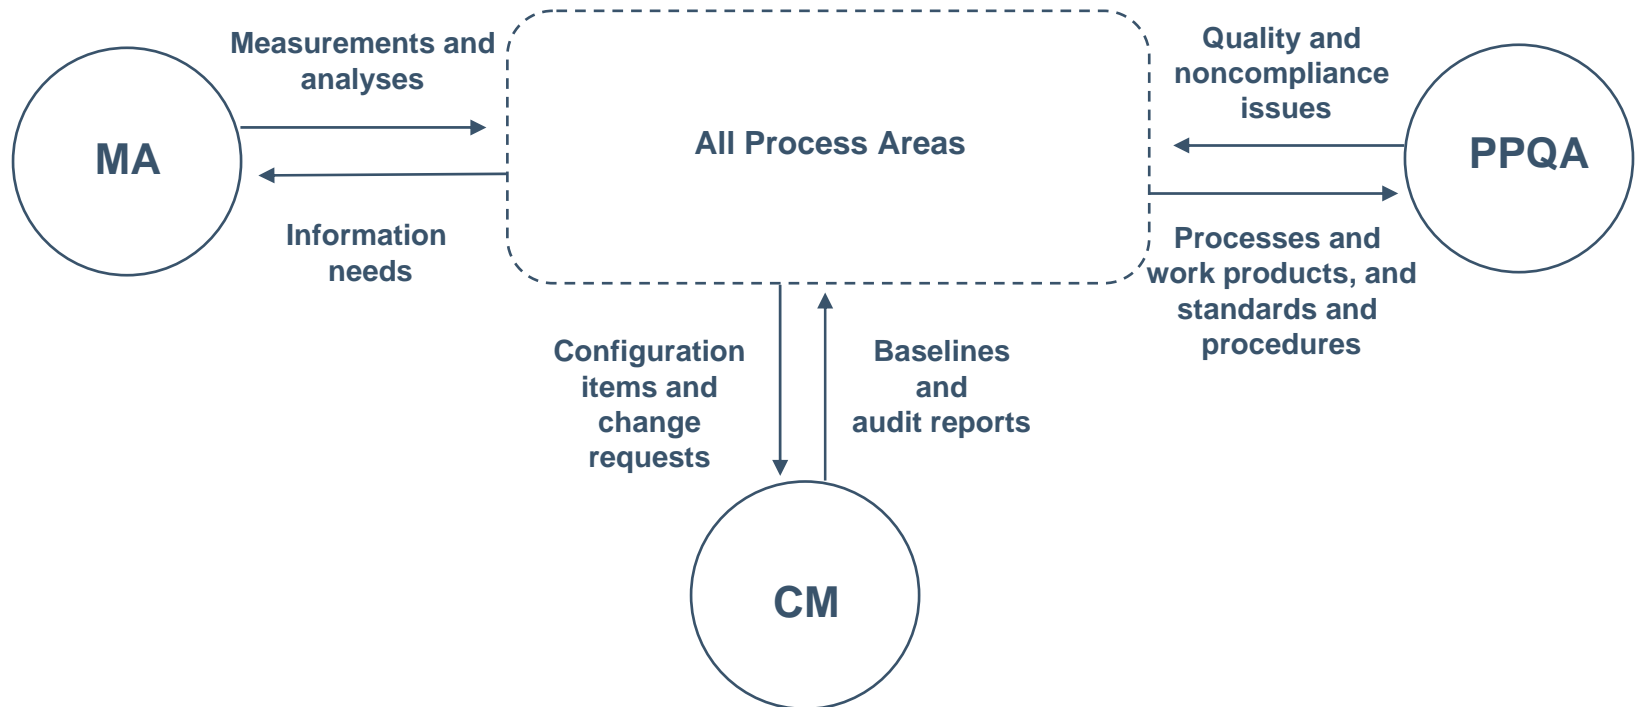 Measurements and
analyses
MA
Information
needs
All Process Areas
Quality and
noncompliance
issues
PPQA
Processes and
work products, and
standards and
procedures
Configuration
items and
change
requests
Baselines
and
audit reports
CM